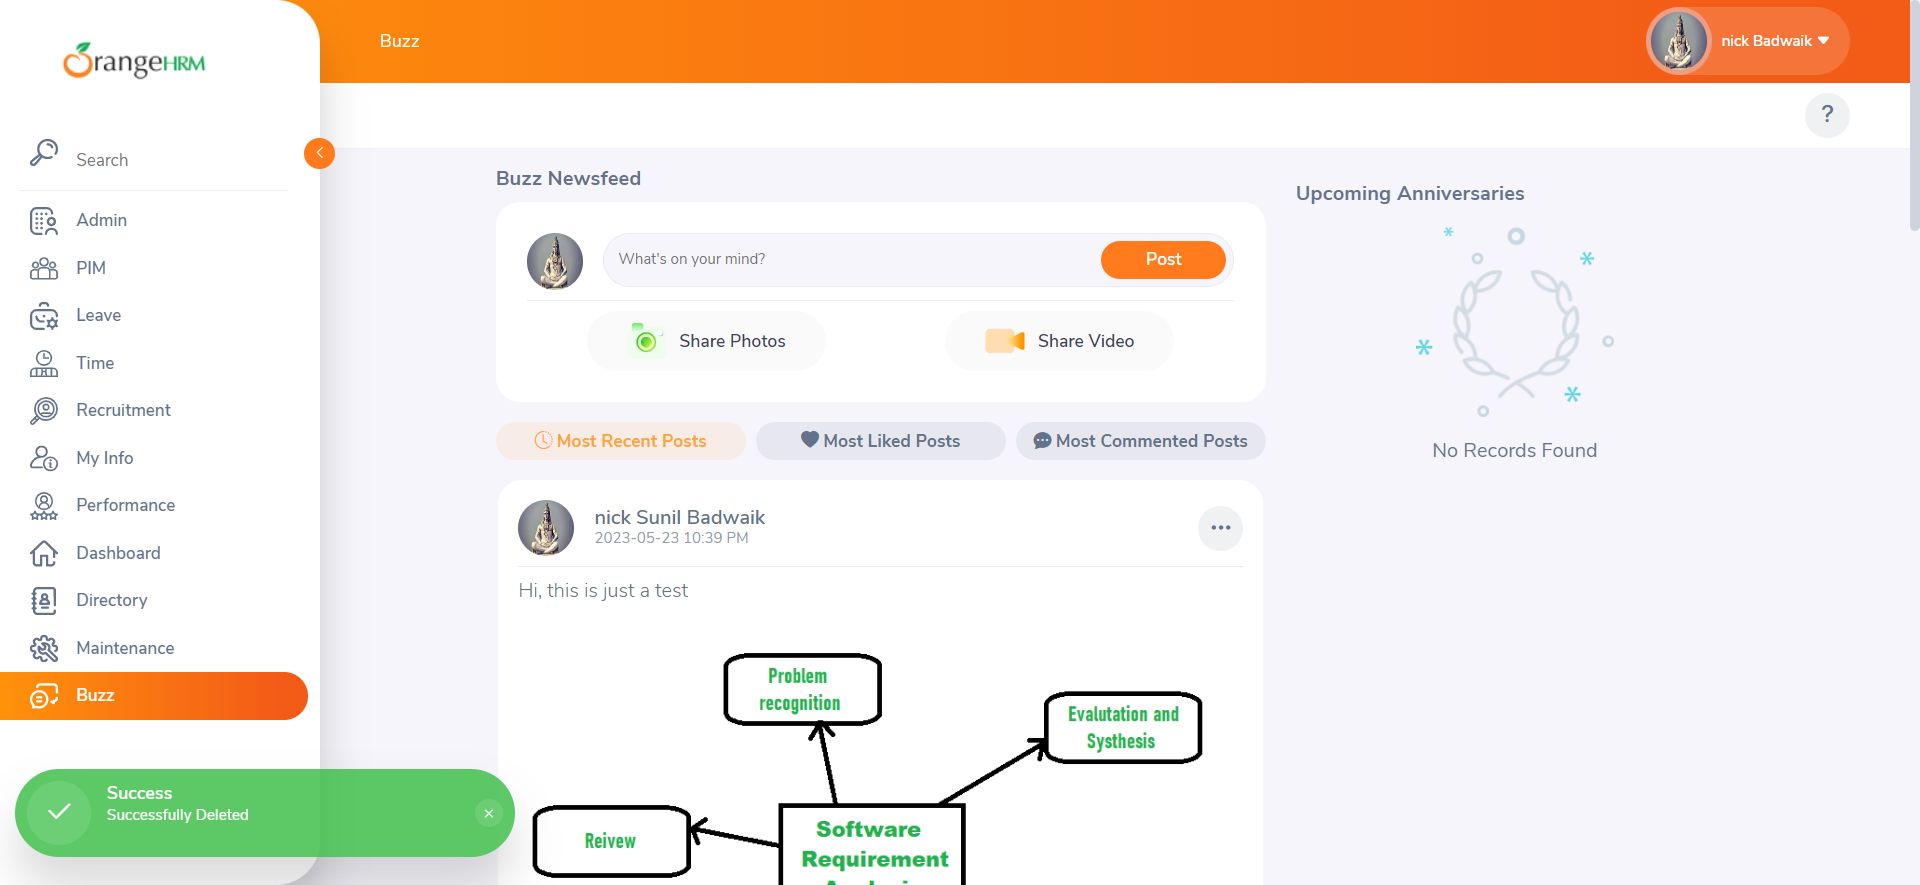 OrangeHRM
Buzz
nick Badwaik
?
Search
Admin
PIM
Leave
Time
Recruitment
My Info
Performance
Dashboard
Directory
Maintenance
Buzz
Buzz Newsfeed
What's on your mind?
Post
Share Photos
Share Video
Most Recent Posts
Most Liked Posts
Most Commented Posts
nick Sunil Badwaik
2023-05-23 10:39 PM
Hi, this is just a test
Problem
recognition
Evalutation and
Systhesis
Reivew
Software
Requirement
Upcoming Anniversaries
No Records Found
Success
Successfully Deleted